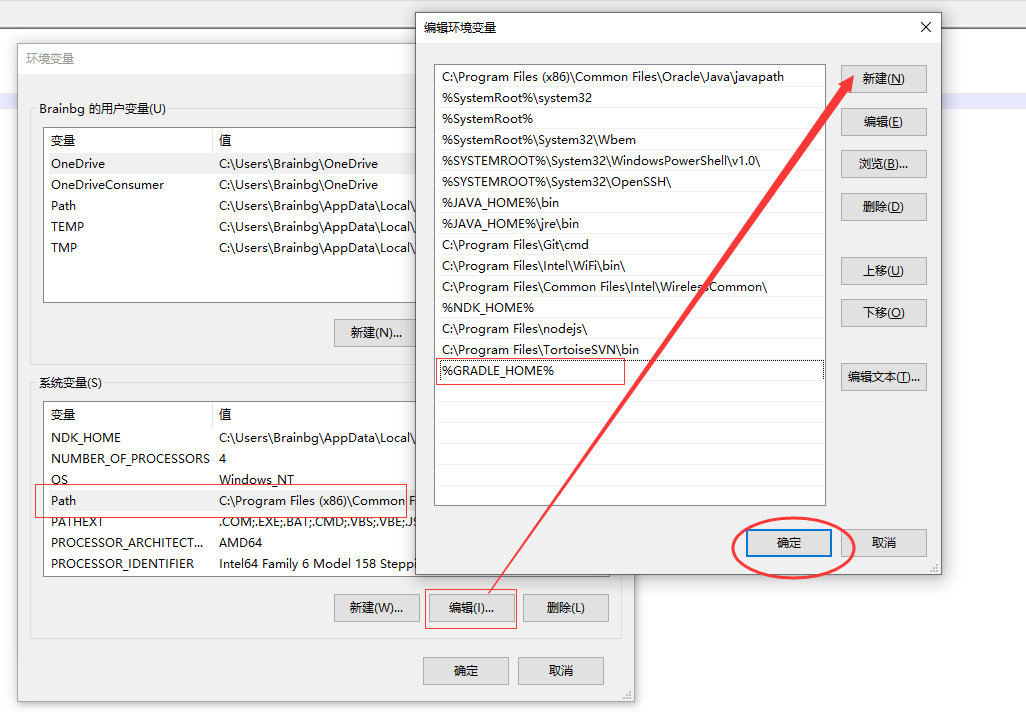 环境变量
Brainbg 的用户变量(U)
变量 值
OneDrive C:\Users\Brainbg\OneDrive
OneDriveConsumer C:\Users\Brainbg\OneDrive
Path C:\Users\Brainbg\AppData\Local\
TEMP C:\Users\Brainbg\AppData\Local\
TMP C:\Users\Brainbg\AppData\Local\
新建(N)...
系统变量(S)
变量 值
NDK_HOME C:\Users\Brainbg\AppData\Local\
NUMBER_OF_PROCESSORS 4
OS Windows_NT
Path C:\Program Files (x86)\Common F
PATHEXT .COM;.EXE;.BAT;.CMD;.VBS;.VBE;.JS
PROCESSOR_ARCHITECT... AMD64
PROCESSOR_IDENTIFIER Intel64 Family 6 Model 158 Steppi
新建(W)... 编辑(I)... 删除(L)
确定 取消
编辑环境变量
C:\Program Files (x86)\Common Files\Oracle\Java\javapath
%SystemRoot%\system32
%SystemRoot%
%SystemRoot%\System32\Wbem
%SYSTEMROOT%\System32\WindowsPowerShell\v1.0\
%SYSTEMROOT%\System32\OpenSSH\
%JAVA_HOME%\bin
%JAVA_HOME%\jre\bin
C:\Program Files\Git\cmd
C:\Program Files\Intel\WiFi\bin\
C:\Program Files\Common Files\Intel\WirelessCommon\
%NDK_HOME%
C:\Program Files\nodejs\
C:\Program Files\TortoiseSVN\bin
%GRADLE_HOME%
新建(N)
编辑(E)
浏览(B)...
删除(D)
上移(U)
下移(O)
编辑文本(T)...
确定 取消